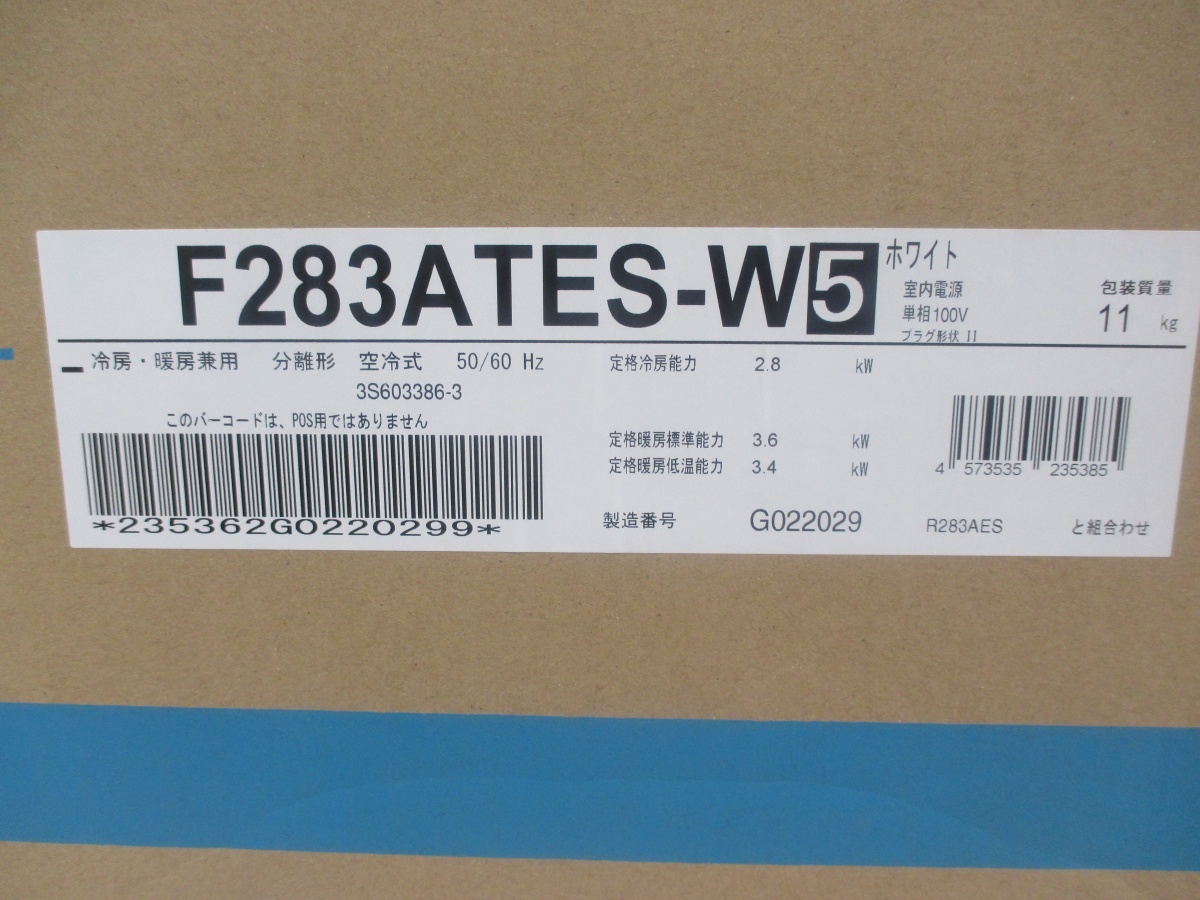 F283ATES-W5 ホワイト
室内電源
単相100V
プラグ形状 II
包装質量
11 kg
冷房・暖房兼用 分離形 空冷式 50/60 Hz
3S603386-3
このバーコードは、POS用ではありません
*235362G0220299*
定格冷房能力 2.8 kW
定格暖房標準能力 3.6 kW
定格暖房低温能力 3.4 kW
製造番号 G022029
4 573535 235385
R283AES と組合わせ